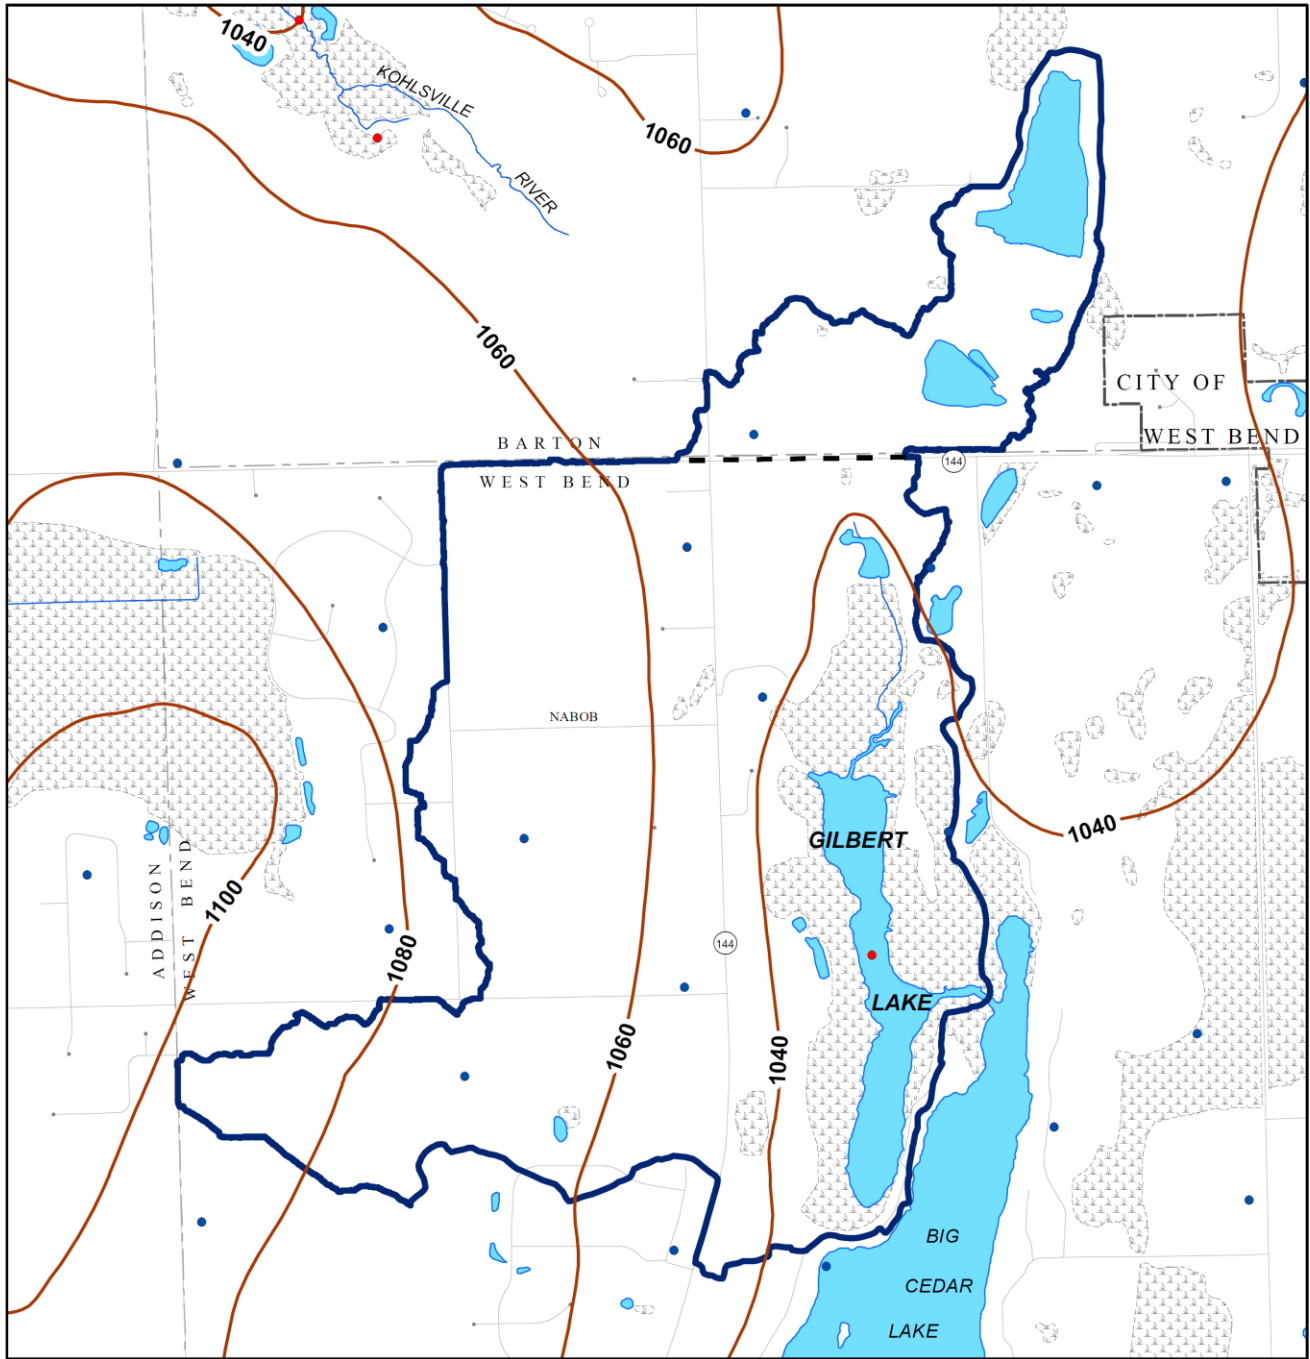 1040
KOHLSVILLE
RIVER
1060
1060
CITY OF
WEST BEND
BARTON
WEST BEND
144
NABOB
GILBERT
1040
ADDISON
WEST BEND
1100
1080
144
LAKE
1060
1040
BIG
CEDAR
LAKE